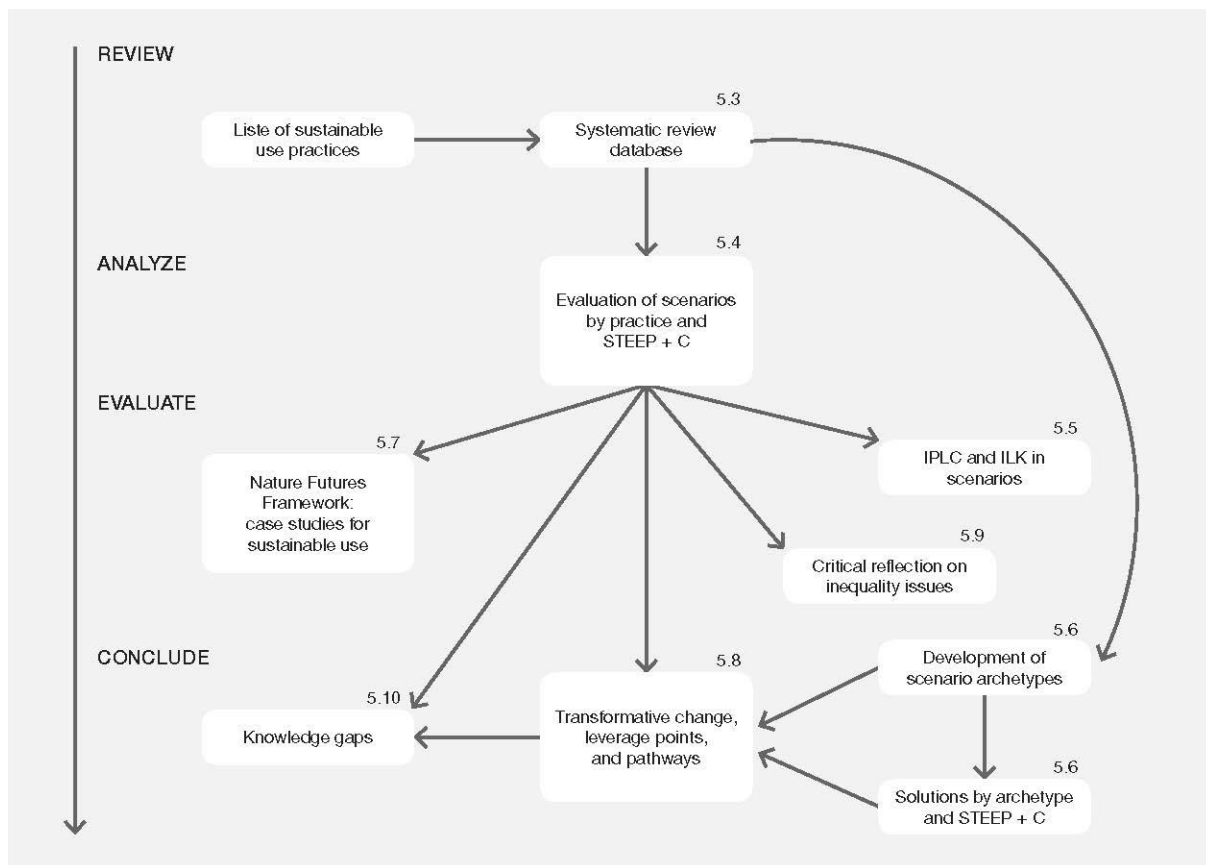 REVIEW
5.3
Liste of sustainable
use practices
Systematic review
database
5.4
ANALYZE
Evaluation of scenarios
by practice and
STEEP + C
EVALUATE
5.7
Nature Futures
Framework:
case studies for
sustainable use
5.5
IPLC and ILK in
scenarios
5.9
Critical reflection on
inequality issues
CONCLUDE
5.6
Development of
scenario archetypes
5.8
Transformative change,
leverage points,
and pathways
5.10
Knowledge gaps
5.6
Solutions by archetype
and STEEP + C